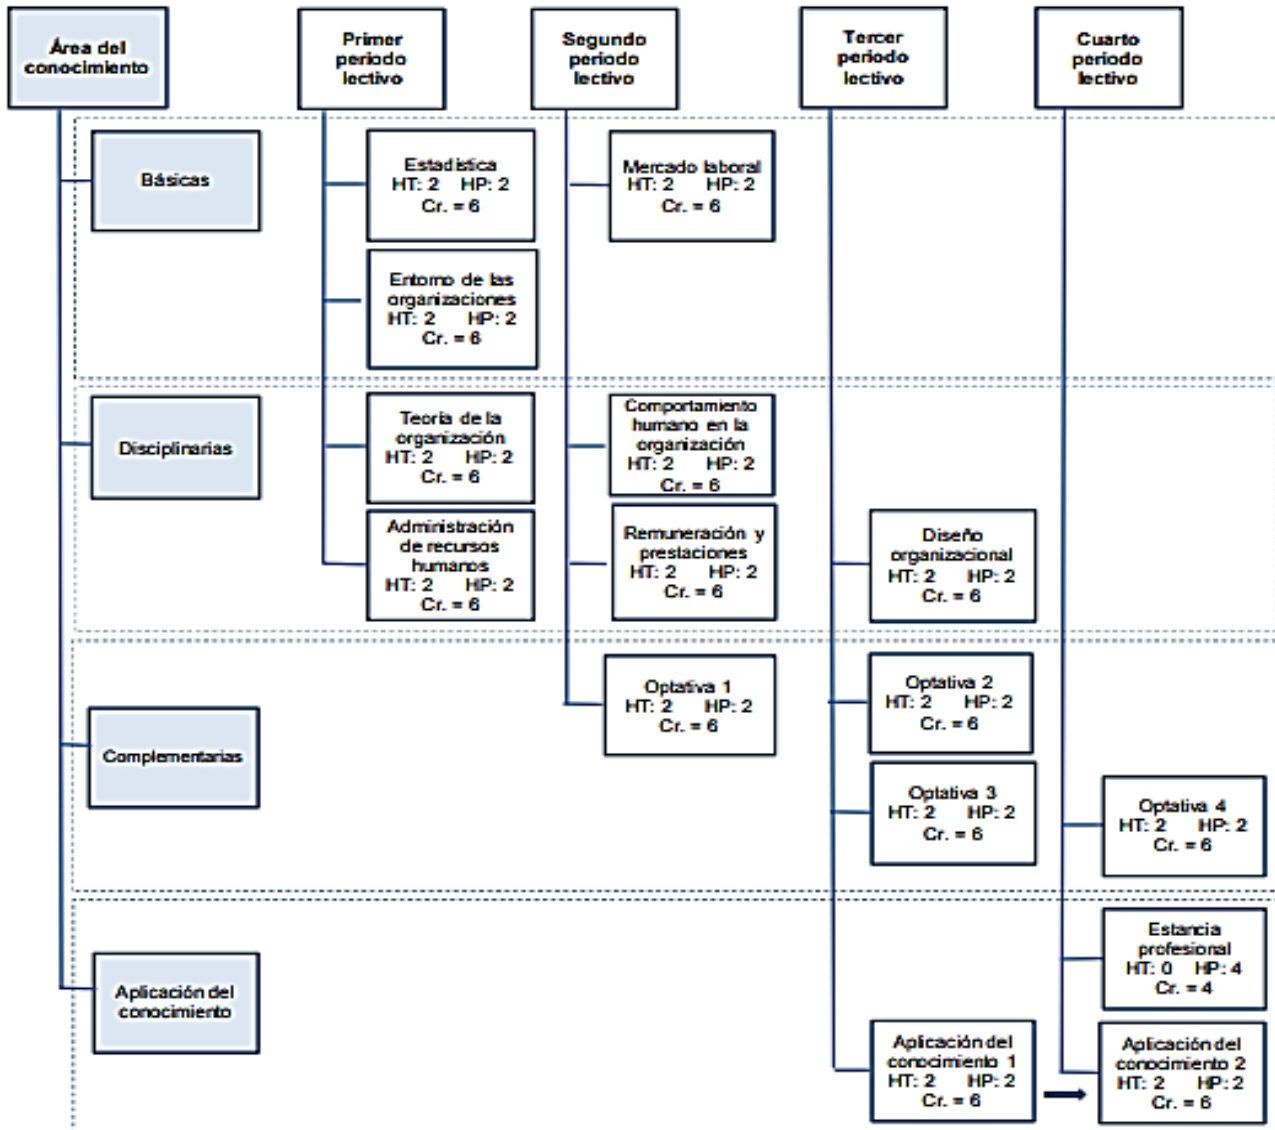 Área del
conocimiento
Primer
periodo
lectivo
Segundo
periodo
lectivo
Tercer
periodo
lectivo
Cuarto
periodo
lectivo
Básicas
Estadística
HT: 2 HP: 2
Cr. = 6
Mercado laboral
HT: 2 HP: 2
Cr. = 6
Entorno de las
organizaciones
HT: 2 HP: 2
Cr. = 6
Disciplinarias
Teoría de la
organización
HT: 2 HP: 2
Cr. = 6
Comportamiento
humano en la
organización
HT: 2 HP: 2
Cr. = 6
Administración
de recursos
humanos
HT: 2 HP: 2
Cr. = 6
Remuneración y
prestaciones
HT: 2 HP: 2
Cr. = 6
Diseño
organizacional
HT: 2 HP: 2
Cr. = 6
Complementarias
Optativa 1
HT: 2 HP: 2
Cr. = 6
Optativa 2
HT: 2 HP: 2
Cr. = 6
Optativa 3
HT: 2 HP: 2
Cr. = 6
Optativa 4
HT: 2 HP: 2
Cr. = 6
Aplicación del
conocimiento
Estancia
profesional
HT: 0 HP: 4
Cr. = 4
Aplicación del
conocimiento 1
HT: 2 HP: 2
Cr. = 6
Aplicación del
conocimiento 2
HT: 2 HP: 2
Cr. = 6